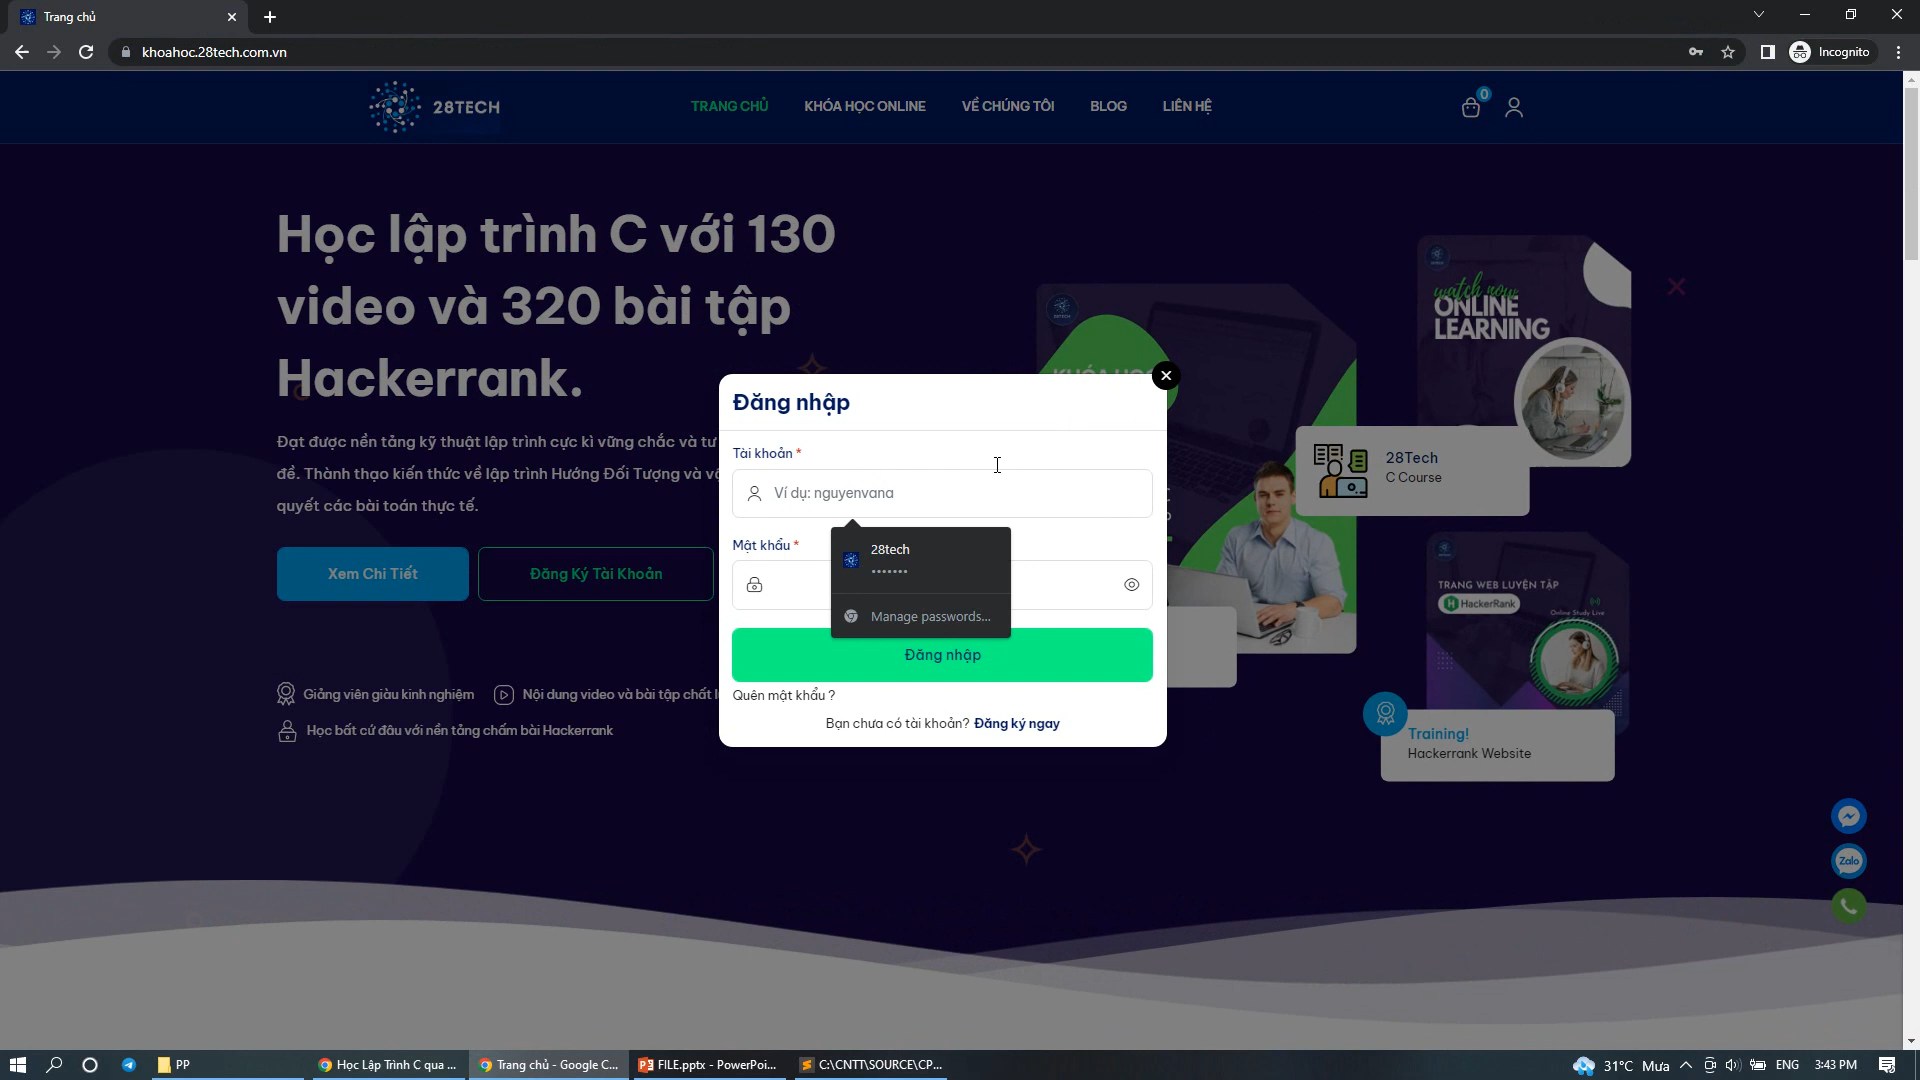 Trang chủ
khoahoc.28tech.com.vn
Incognito
28TECH
TRANG CHỦ
KHÓA HỌC ONLINE
VỀ CHÚNG TÔI
BLOG
LIÊN HỆ
0
Học lập trình C với 130
video và 320 bài tập
Hackerrank.
Đạt được nền tảng kỹ thuật lập trình cực kì vững chắc và tư
đề. Thành thạo kiến thức về lập trình Hướng Đối Tượng và
quyết các bài toán thực tế.
Xem Chi Tiết
Đăng Ký Tài Khoản
Giảng viên giàu kinh nghiệm
Nội dung video và bài tập chất
Học bất cứ đâu với nền tảng chấm bài Hackerrank
Đăng nhập
Tài khoản *
Ví dụ: nguyenvana
Mật khẩu *
28tech
•••••••
Manage passwords...
Đăng nhập
Quên mật khẩu ?
Bạn chưa có tài khoản? Đăng ký ngay
watch now
ONLINE
LEARNING
28Tech
C Course
TRANG WEB LUYỆN TẬP
HackerRank
Online Study Live
Training!
Hackerrank Website
Zalo
PP
Học Lập Trình C qua ...
Trang chủ - Google C...
FILE.pptx - PowerPoi...
C:\CNTT\SOURCE\CP...
31°C Mưa
ENG
3:43 PM